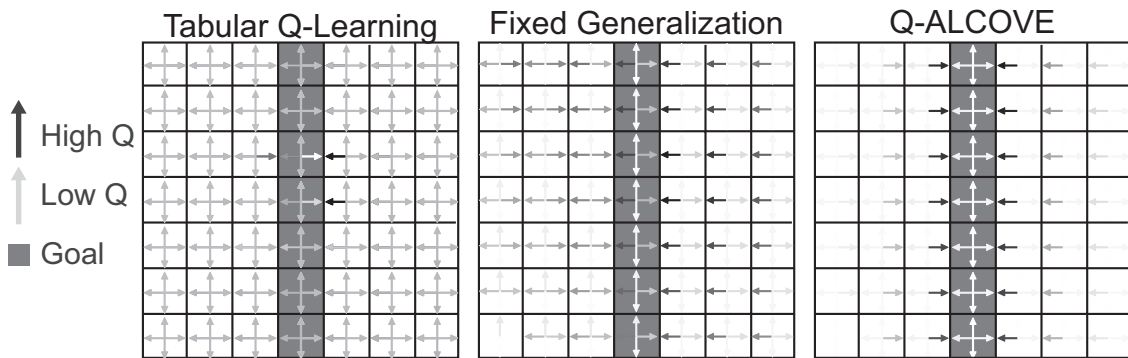 Tabular Q-Learning
Fixed Generalization
Q-ALCOVE
High Q
Low Q
Goal